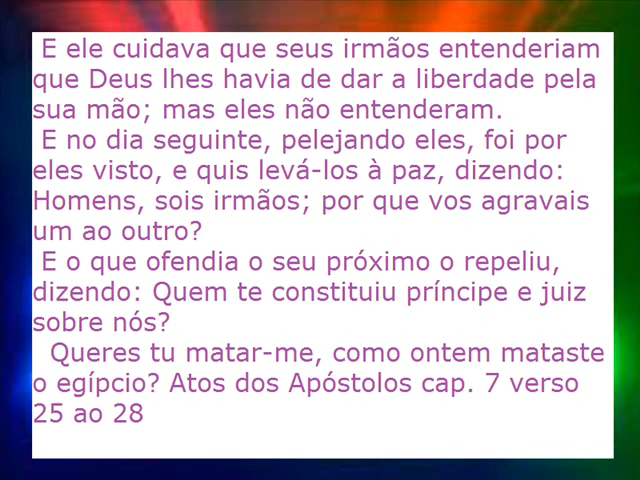 E ele cuidava que seus irmãos entenderiam
que Deus lhes havia de dar a liberdade pela
sua mão; mas eles não entenderam.
E no dia seguinte, pelejando eles, foi por
eles visto, e quis levá-los à paz, dizendo:
Homens, sois irmãos; por que vos agravais
um ao outro?
E o que ofendia o seu próximo o repeliu,
dizendo: Quem te constituiu príncipe e juiz
sobre nós?
Queres tu matar-me, como ontem mataste
o egípcio? Atos dos Apóstolos cap. 7 verso
25 ao 28